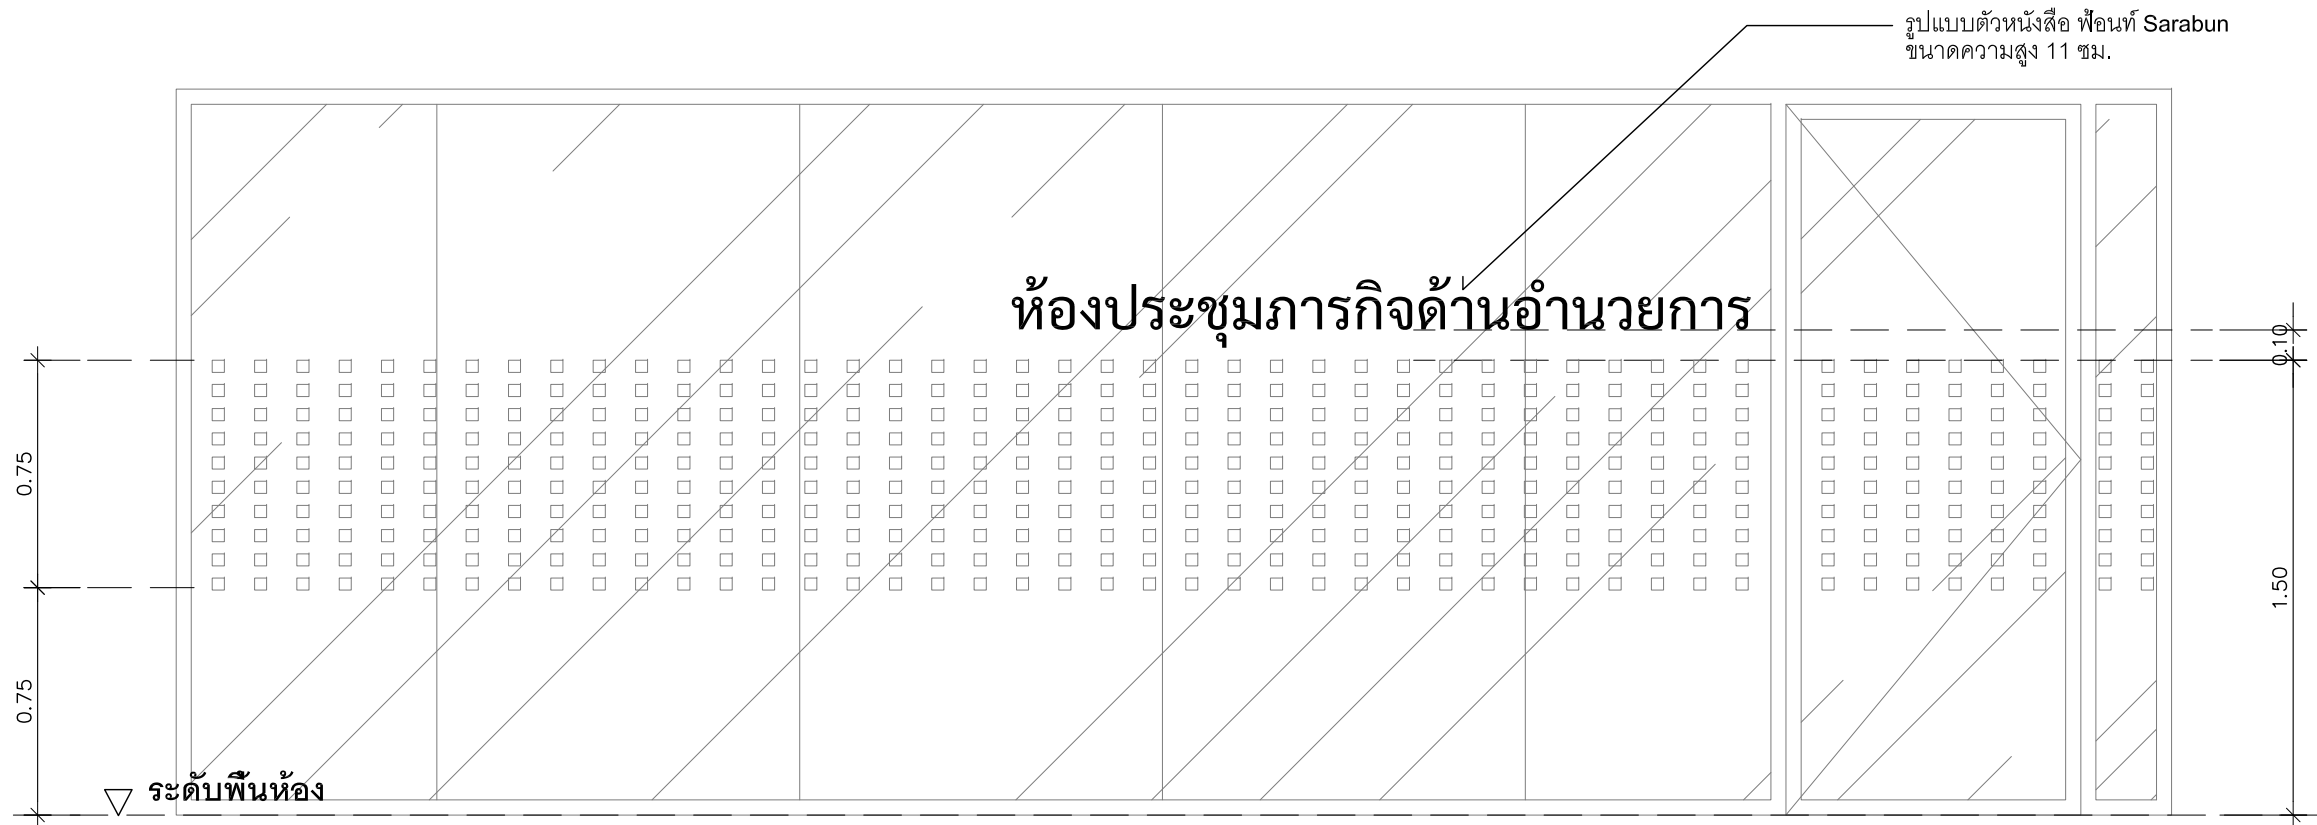 รูปแบบตัวหนังสือ ฟ้อนท์ Sarabun
ขนาดความสูง 11 ซม.
ห้องประชุมภารกิจด้านอำนวยการ
0.10
0.75
1.50
0.75
ระดับพื้นห้อง